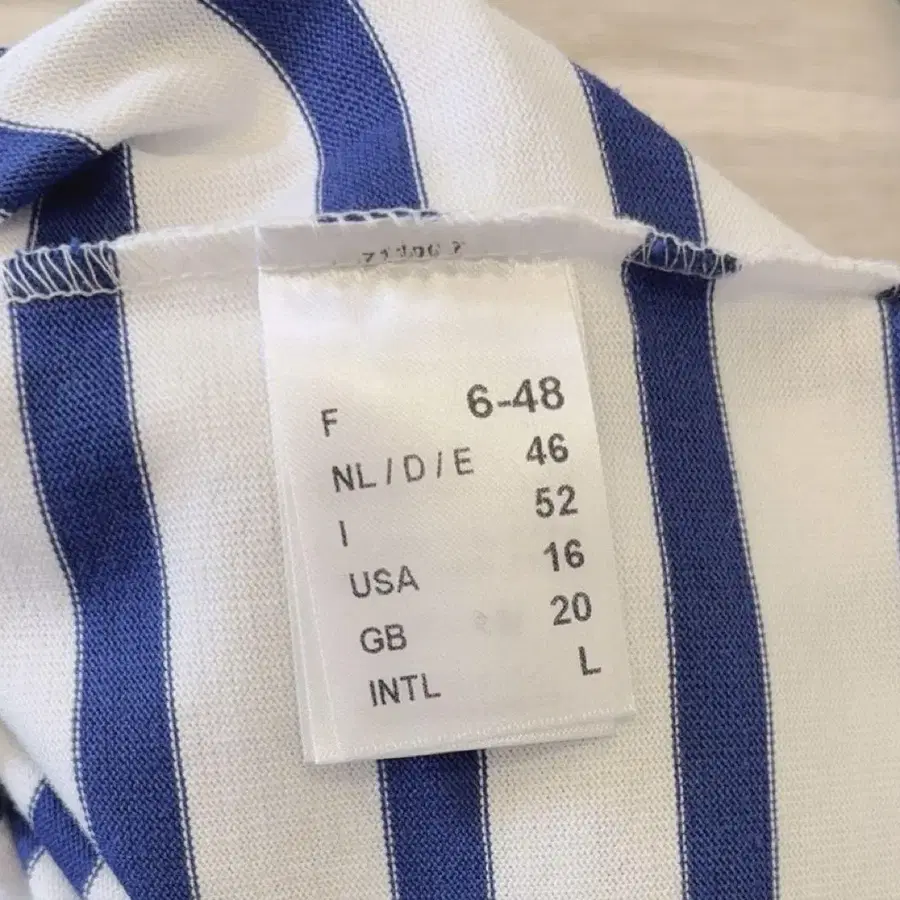 F 6-48
NL / D / E 46
I 52
USA 16
GB 20
INTL L